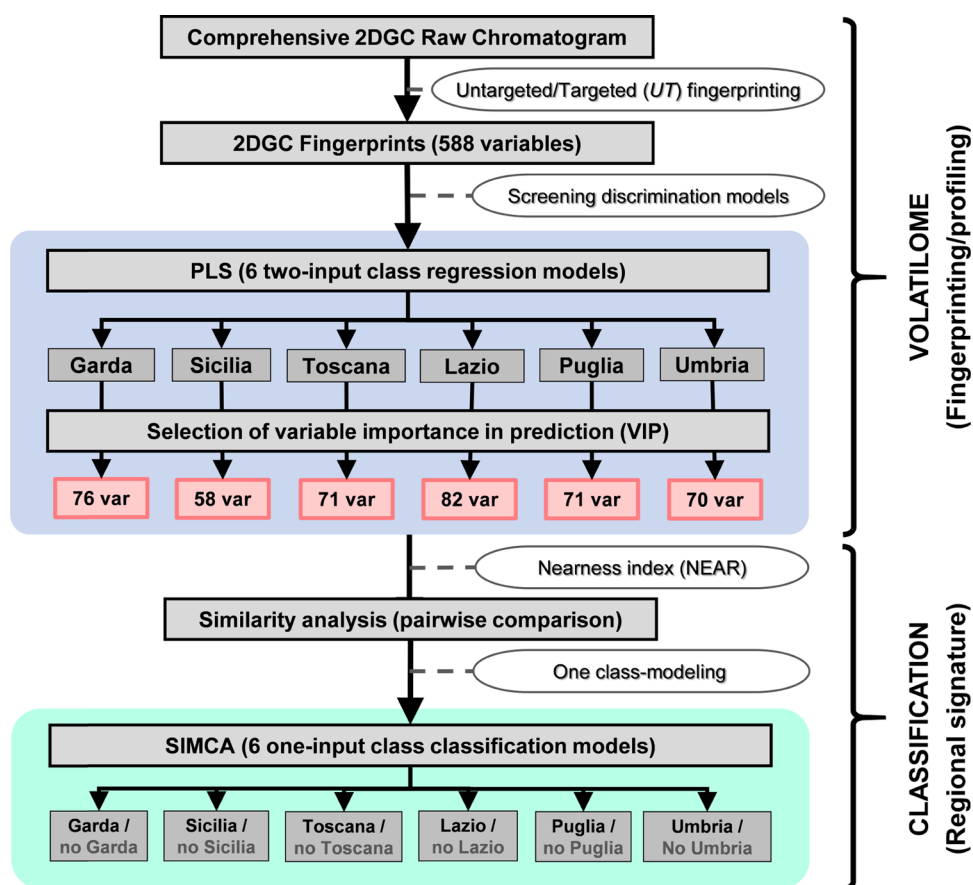 Comprehensive 2DGC Raw Chromatogram
Untargeted/Targeted (UT) fingerprinting
2DGC Fingerprints (588 variables)
Screening discrimination models
PLS (6 two-input class regression models)
Garda
Sicilia
Toscana
Lazio
Puglia
Umbria
Selection of variable importance in prediction (VIP)
76 var
58 var
71 var
82 var
71 var
70 var
Nearness index (NEAR)
Similarity analysis (pairwise comparison)
One class-modeling
SIMCA (6 one-input class classification models)
Garda /
no Garda
Sicilia /
no Sicilia
Toscana /
no Toscana
Lazio /
no Lazio
Puglia /
no Puglia
Umbria /
No Umbria
VOLATILOME
(Fingerprinting/profiling)
CLASSIFICATION
(Regional signature)